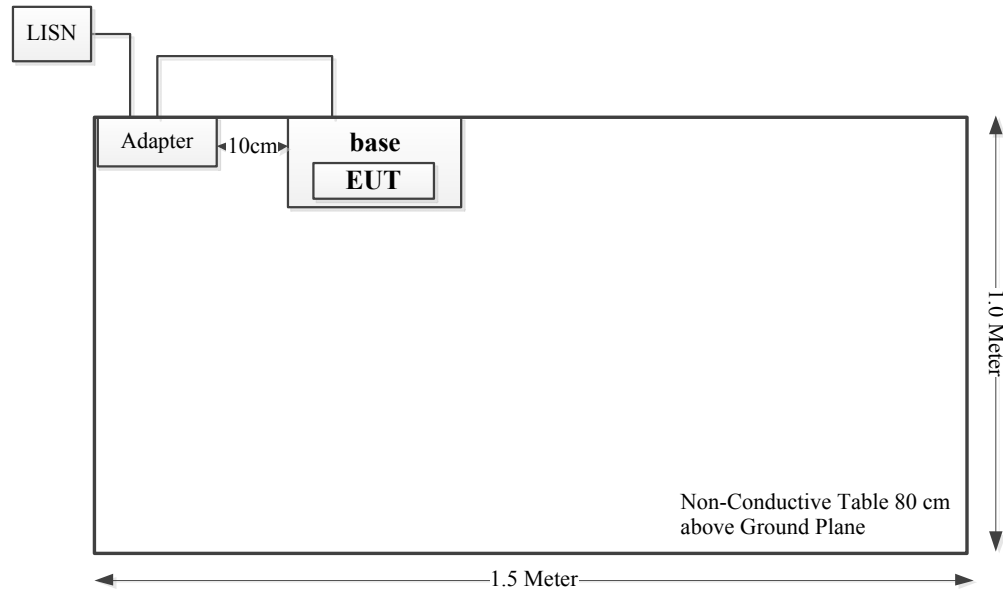 LISN
Adapter
10cm
base
EUT
1.0 Meter
Non-Conductive Table 80 cm
above Ground Plane
1.5 Meter